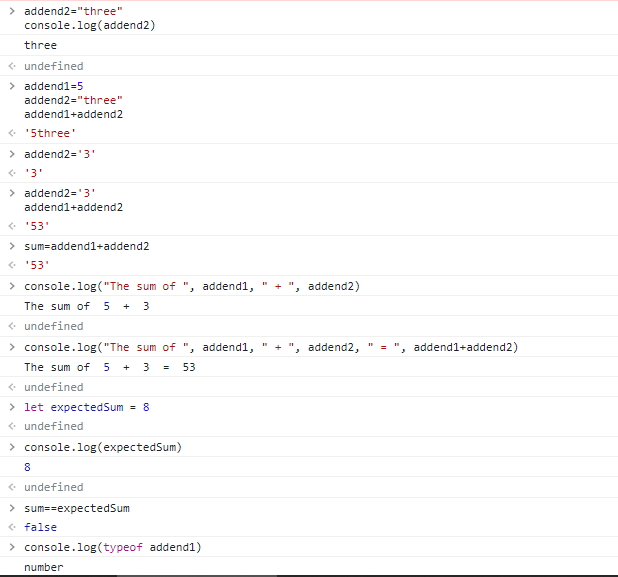 > addend2="three"
console.log(addend2)
three
<· undefined
> addend1=5
addend2="three"
addend1+addend2
<· '5three'
> addend2='3'
<· '3'
> addend2='3'
addend1+addend2
<· '53'
> sum=addend1+addend2
<· '53'
> console.log("The sum of ", addend1, " + ", addend2)
The sum of  5  +  3
<· undefined
> console.log("The sum of ", addend1, " + ", addend2, " = ", addend1+addend2)
The sum of  5  +  3  =  53
<· undefined
> let expectedSum = 8
<· undefined
> console.log(expectedSum)
8
<· undefined
> sum==expectedSum
<· false
> console.log(typeof addend1)
number